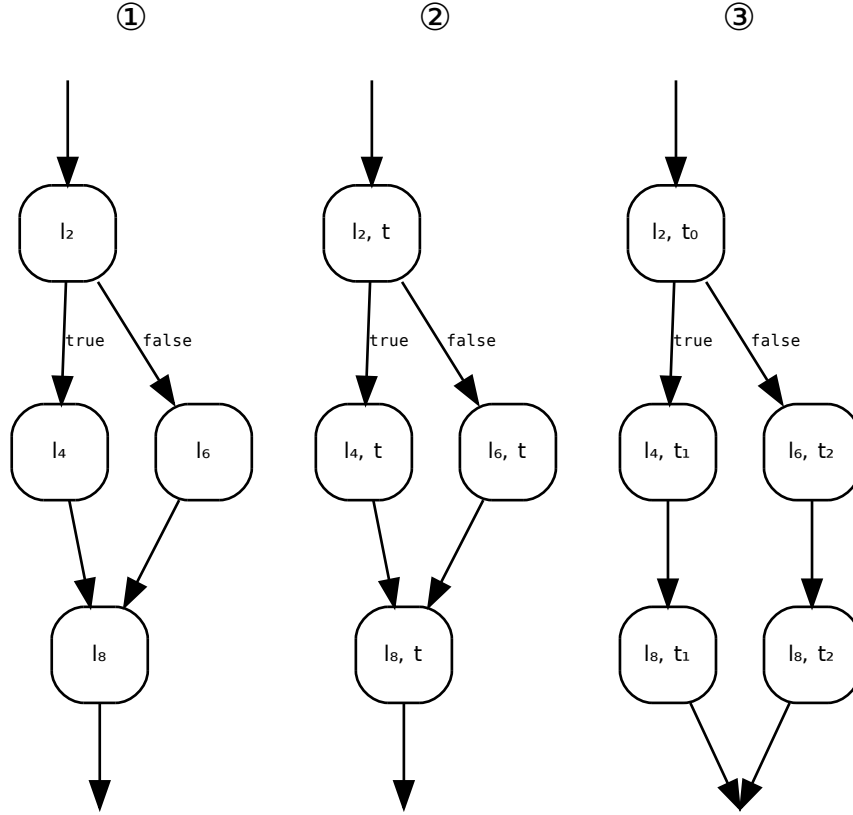 ① ② ③
l₂ l₂, t l₂, t₀
true false true false true false
l₄ l₆ l₄, t l₆, t l₄, t₁ l₆, t₂
l₈ l₈, t l₈, t₁ l₈, t₂